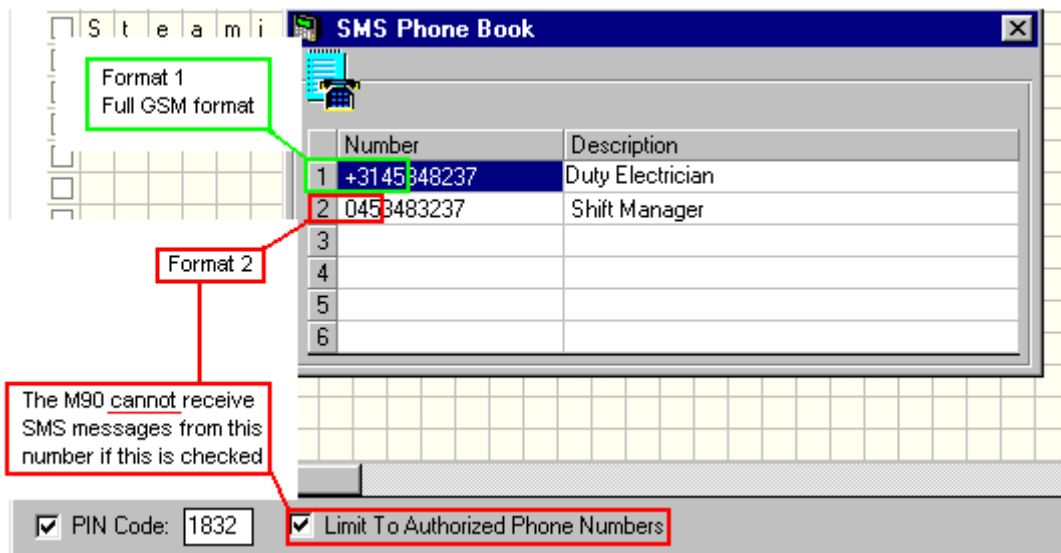 S t e a m i
SMS Phone Book
Format 1
Full GSM format
Number Description
1 +3145348237 Duty Electrician
2 0453483237 Shift Manager
3
4
5
6
Format 2
The M90 cannot receive
SMS messages from this
number if this is checked
PIN Code: 1832 Limit To Authorized Phone Numbers